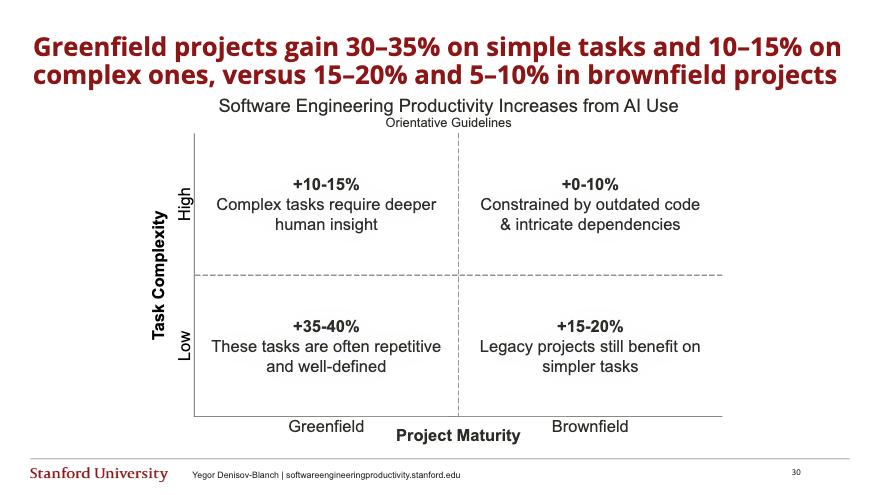 Greenfield projects gain 30–35% on simple tasks and 10–15% on
complex ones, versus 15–20% and 5–10% in brownfield projects
Software Engineering Productivity Increases from AI Use
Orientative Guidelines
Task Complexity
High
+10-15%
Complex tasks require deeper
human insight
+0-10%
Constrained by outdated code
& intricate dependencies
Low
+35-40%
These tasks are often repetitive
and well-defined
+15-20%
Legacy projects still benefit on
simpler tasks
Greenfield
Brownfield
Project Maturity
Stanford University
Yegor Denisov-Blanch | softwareengineeringproductivity.stanford.edu
30